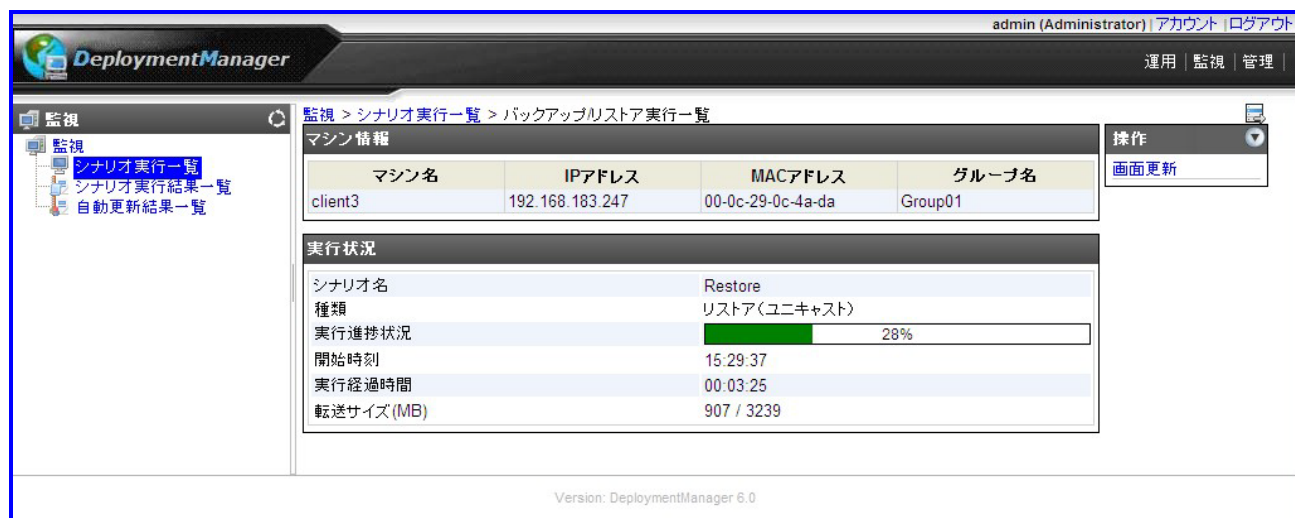 admin (Administrator) | アカウント | ログアウト
DeploymentManager
運用 | 監視 | 管理 |
監視
監視
シナリオ実行一覧
シナリオ実行結果一覧
自動更新結果一覧
監視 > シナリオ実行一覧 > バックアップ/リストア実行一覧
マシン情報
マシン名 IPアドレス MACアドレス グループ名
client3 192.168.183.247 00-0c-29-0c-4a-da Group01
実行状況
シナリオ名 Restore
種類 リストア(ユニキャスト)
実行進捗状況 28%
開始時刻 15:29:37
実行経過時間 00:03:25
転送サイズ(MB) 907 / 3239
操作
画面更新
Version: DeploymentManager 6.0